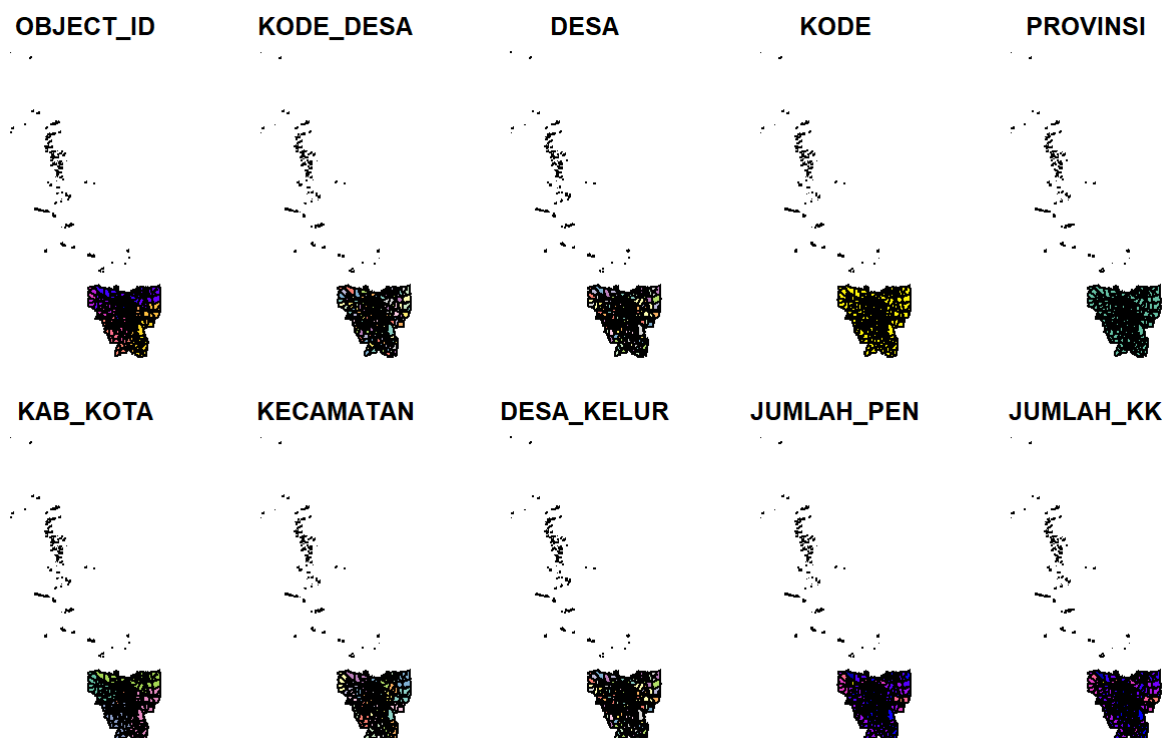 OBJECT_ID KODE_DESA DESA KODE PROVINSI
KAB_KOTA KECAMATAN DESA_KELUR JUMLAH_PEN JUMLAH_KK